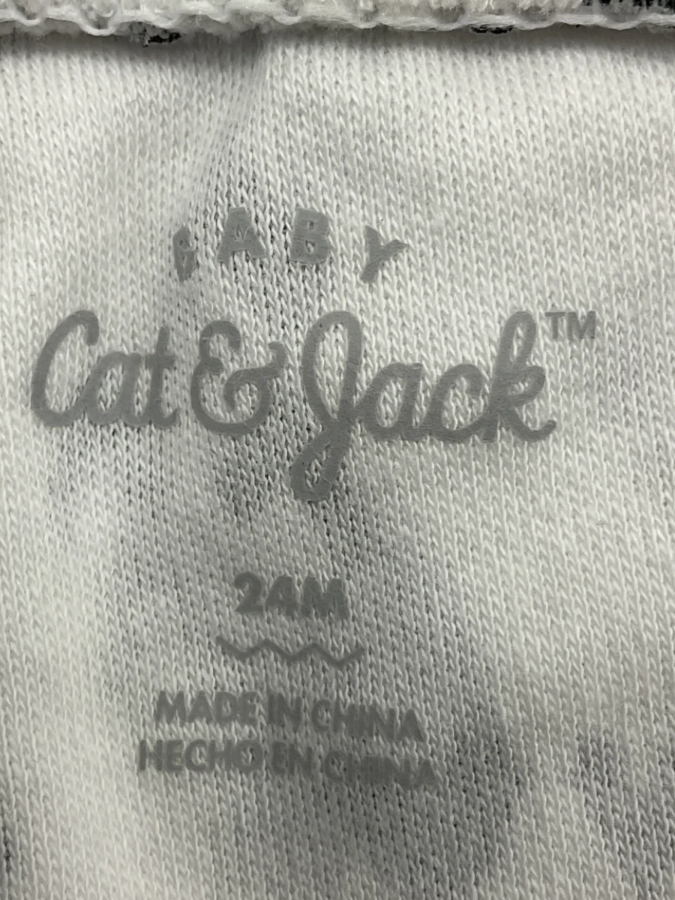 BABY
Cat & Jack™
24M
MADE IN CHINA
HECHO EN CHINA